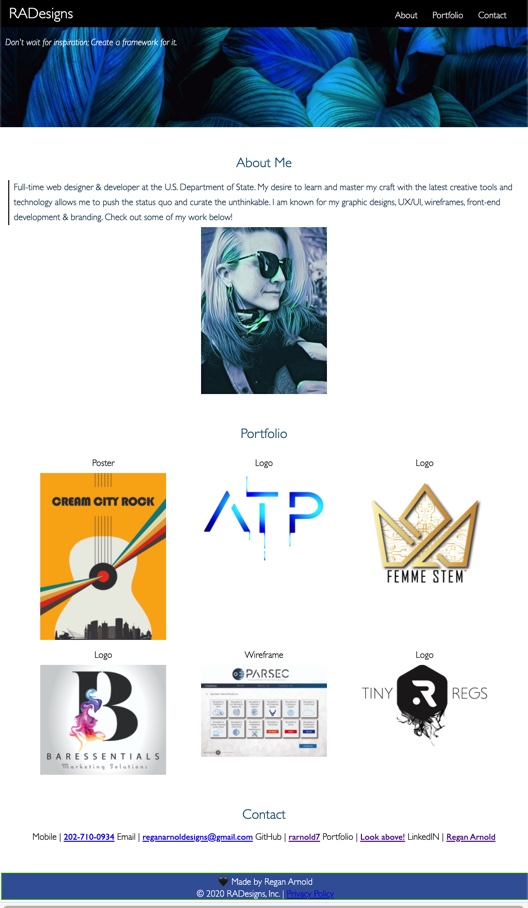 RADesigns
About Portfolio Contact
Don't wait for inspiration; Create a framework for it.
About Me
Full-time web designer & developer at the U.S. Department of State. My desire to learn and master my craft with the latest creative tools and
technology allows me to push the status quo and curate the unthinkable. I am known for my graphic designs, UX/UI, wireframes, front-end
development & branding. Check out some of my work below!
Portfolio
Poster
Logo
Logo
CREAM CITY ROCK
ATP
FEMME STEM
Logo
Wireframe
Logo
B
BARESSENTIALS
Marketing Solutions
PARSEC
TINY R REGS
Contact
Mobile | 202-710-0934 Email | reganarnoldesigns@gmail.com GitHub | rarnold7 Portfolio | Look above! LinkedIN | Regan Arnold
Made by Regan Arnold
© 2020 RADesigns, Inc. | Privacy Policy